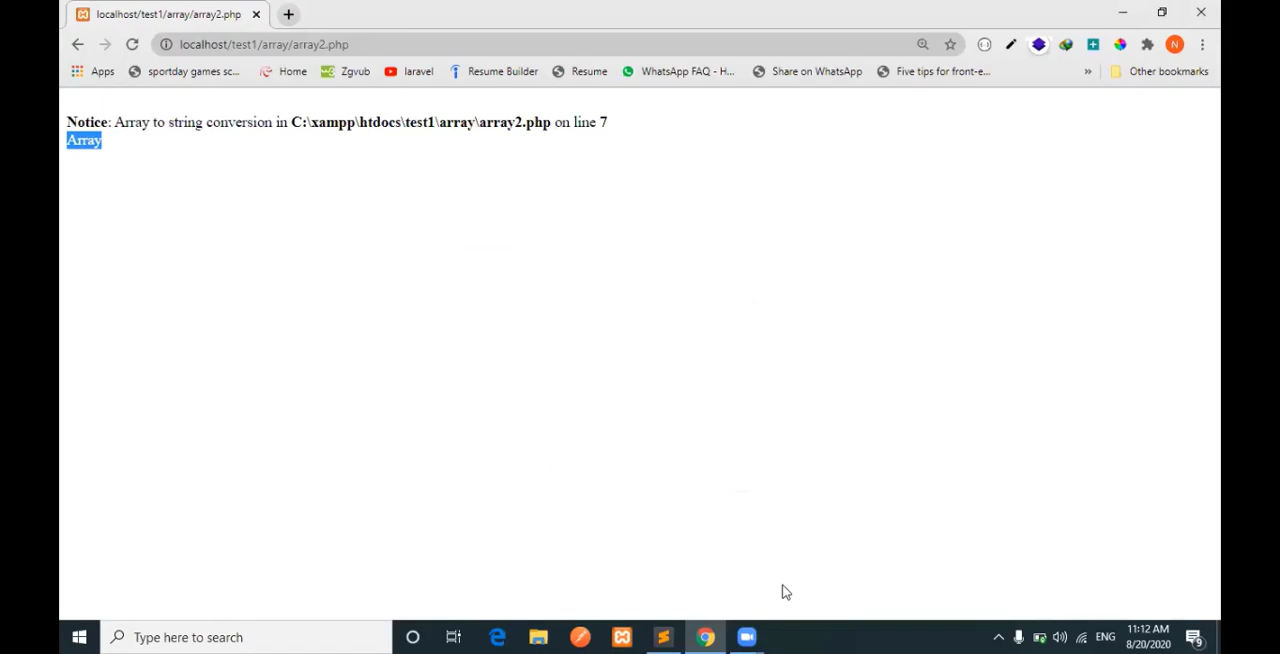 localhost/test1/array/array2.php
localhost/test1/array/array2.php
Apps sportday games sc... Home Zgvub laravel Resume Builder Resume WhatsApp FAQ - H... Share on WhatsApp Five tips for front-e... » Other bookmarks
Notice: Array to string conversion in C:\xampp\htdocs\test1\array\array2.php on line 7
Array
Type here to search
ENG
11:12 AM
8/20/2020
N
9